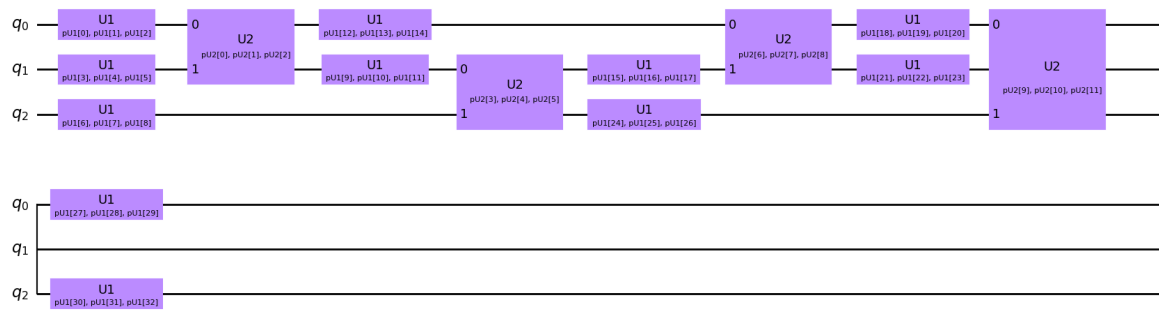 q0 U1 0 U1 0 U1 0
pU1[0], pU1[1], pU1[2] U2 pU1[12], pU1[13], pU1[14] U2 pU1[18], pU1[19], pU1[20]
pU2[0], pU2[1], pU2[2] pU2[6], pU2[7], pU2[8]
q1 U1 1 U1 0 U1 1 U1 U2
pU1[3], pU1[4], pU1[5] pU1[9], pU1[10], pU1[11] U2 pU1[15], pU1[16], pU1[17] pU1[21], pU1[22], pU1[23] pU2[9], pU2[10], pU2[11]
pU2[3], pU2[4], pU2[5]
q2 U1 1 U1 1
pU1[6], pU1[7], pU1[8] pU1[24], pU1[25], pU1[26]
q0 U1
pU1[27], pU1[28], pU1[29]
q1
q2 U1
pU1[30], pU1[31], pU1[32]